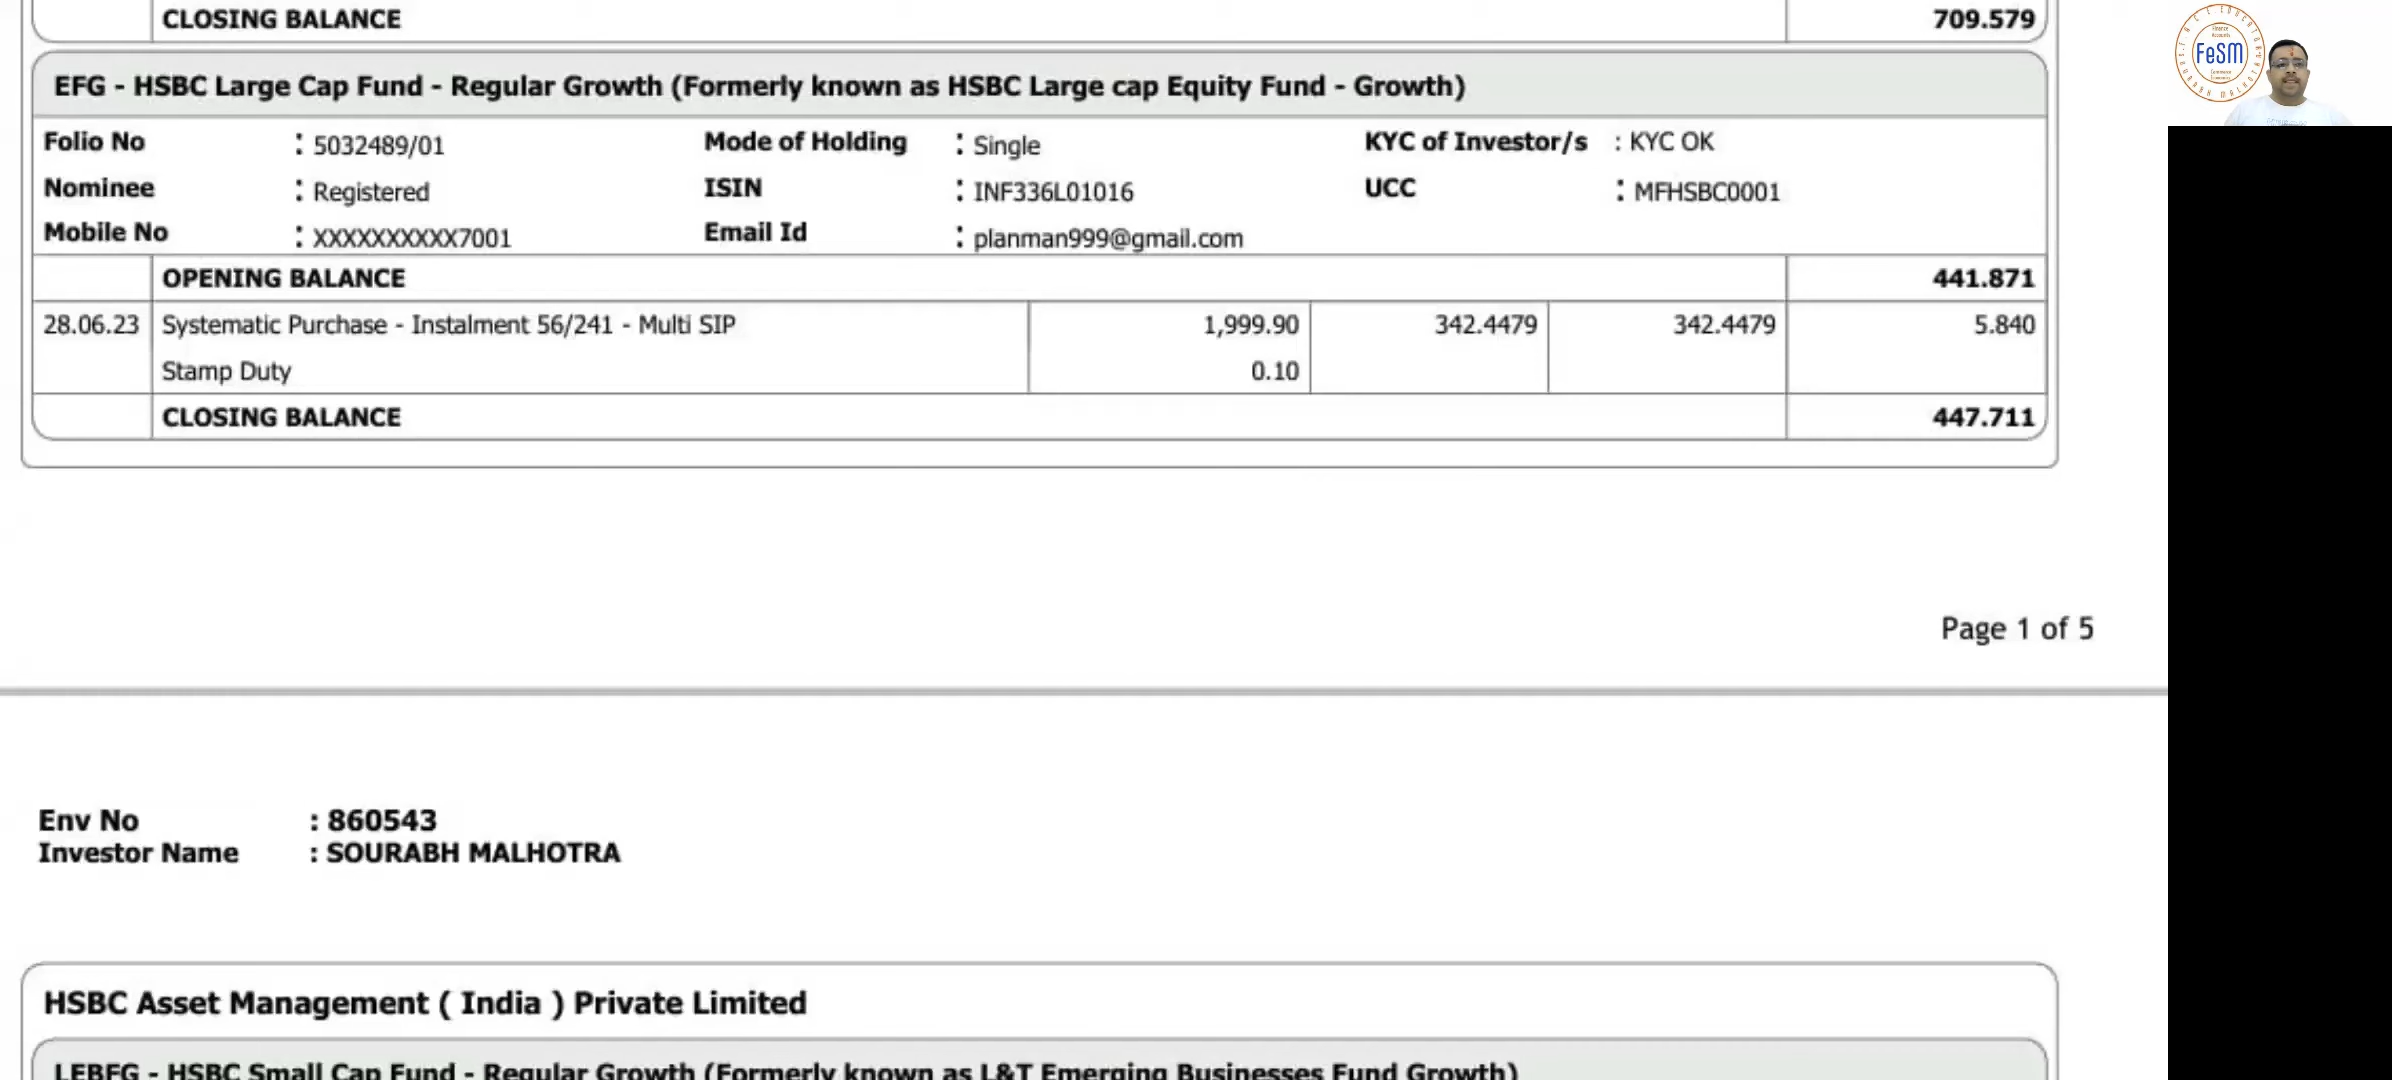 CLOSING BALANCE 709.579
EFG - HSBC Large Cap Fund - Regular Growth (Formerly known as HSBC Large cap Equity Fund - Growth)
Folio No : 5032489/01 Mode of Holding : Single KYC of Investor/s : KYC OK
Nominee : Registered ISIN : INF336L01016 UCC : MFHSBC0001
Mobile No : XXXXXXXXXX7001 Email Id : planman999@gmail.com
OPENING BALANCE 441.871
28.06.23 Systematic Purchase - Instalment 56/241 - Multi SIP 1,999.90 342.4479 342.4479 5.840
Stamp Duty 0.10
CLOSING BALANCE 447.711
Page 1 of 5
Env No : 860543
Investor Name : SOURABH MALHOTRA
HSBC Asset Management ( India ) Private Limited
LEBFG - HSBC Small Cap Fund - Regular Growth (Formerly known as L&T Emerging Businesses Fund Growth)
Finance
Accounts
FeSM
Commerce
Economics